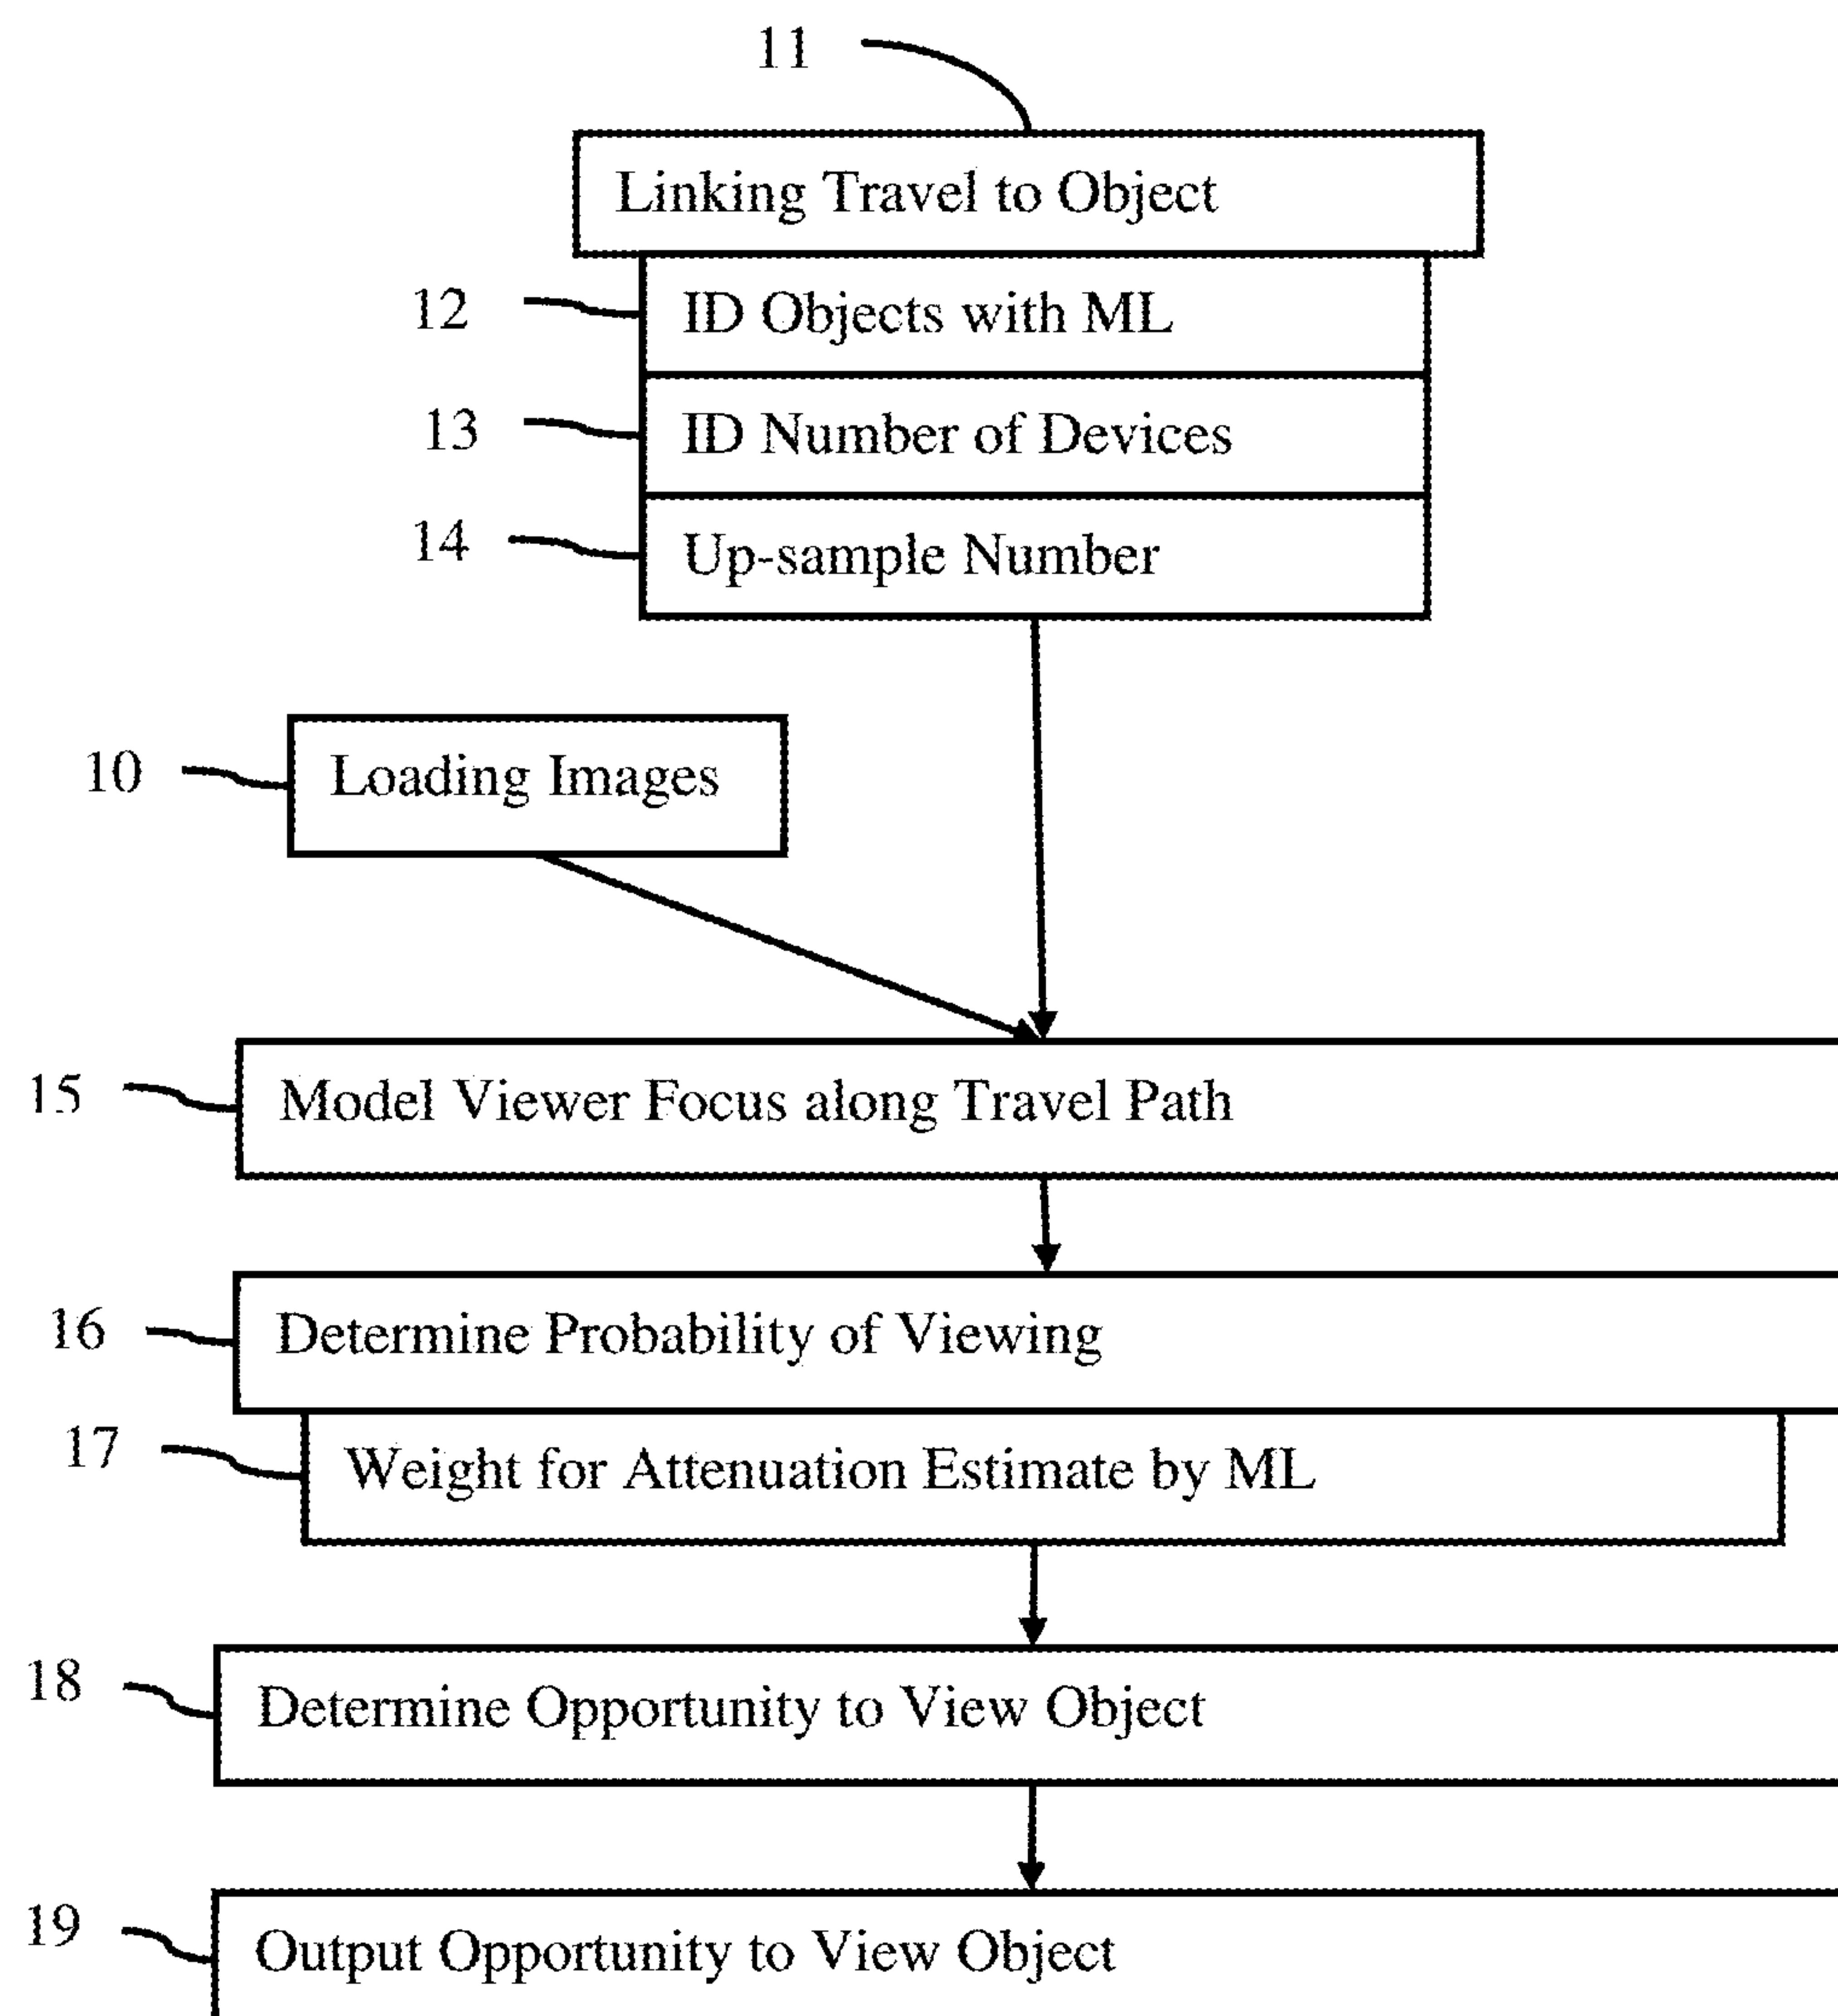 11
Linking Travel to Object
12
ID Objects with ML
13
ID Number of Devices
14
Up-sample Number
10
Loading Images
15
Model Viewer Focus along Travel Path
16
Determine Probability of Viewing
17
Weight for Attenuation Estimate by ML
18
Determine Opportunity to View Object
19
Output Opportunity to View Object